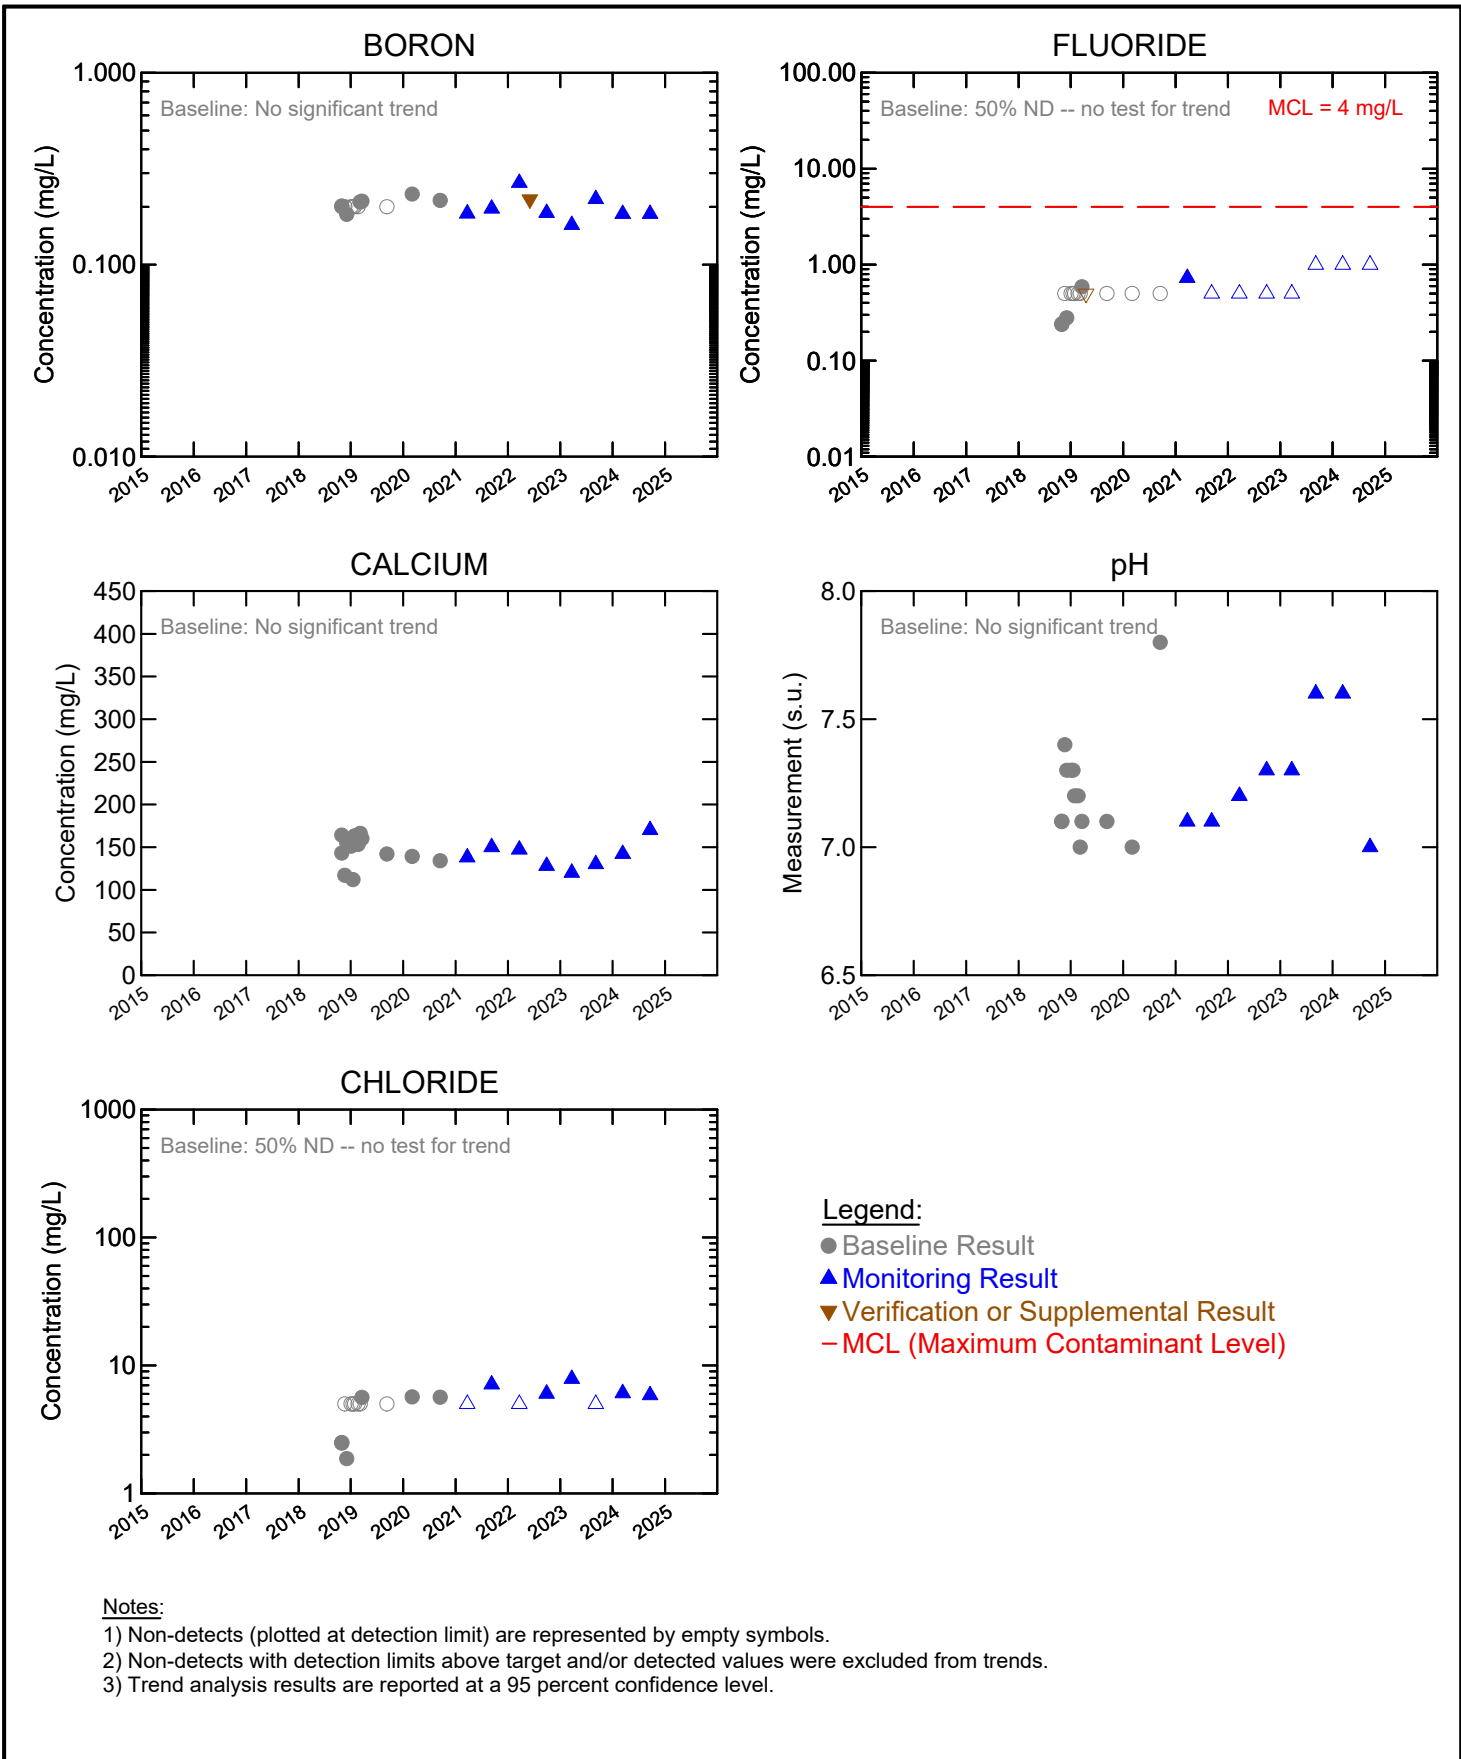 BORON
1.000
0.100
0.010
Concentration (mg/L)
Baseline: No significant trend
2015 2016 2017 2018 2019 2020 2021 2022 2023 2024 2025
FLUORIDE
100.00
10.00
1.00
0.10
0.01
Concentration (mg/L)
Baseline: 50% ND -- no test for trend
MCL = 4 mg/L
2015 2016 2017 2018 2019 2020 2021 2022 2023 2024 2025
CALCIUM
450
400
350
300
250
200
150
100
50
0
Concentration (mg/L)
Baseline: No significant trend
2015 2016 2017 2018 2019 2020 2021 2022 2023 2024 2025
pH
8.0
7.5
7.0
6.5
Measurement (s.u.)
Baseline: No significant trend
2015 2016 2017 2018 2019 2020 2021 2022 2023 2024 2025
CHLORIDE
1000
100
10
1
Concentration (mg/L)
Baseline: 50% ND -- no test for trend
2015 2016 2017 2018 2019 2020 2021 2022 2023 2024 2025
Legend:
Baseline Result
Monitoring Result
Verification or Supplemental Result
MCL (Maximum Contaminant Level)
Notes:
1) Non-detects (plotted at detection limit) are represented by empty symbols.
2) Non-detects with detection limits above target and/or detected values were excluded from trends.
3) Trend analysis results are reported at a 95 percent confidence level.